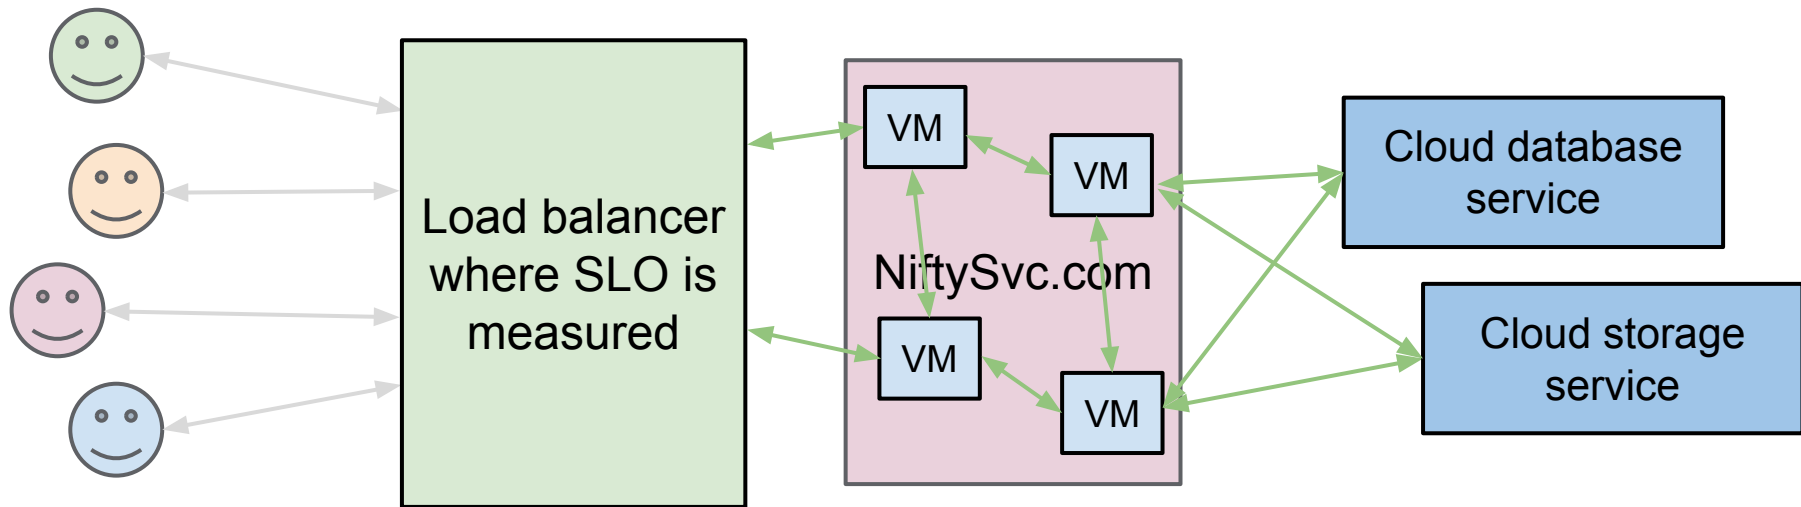 Load balancer
where SLO is
measured
VM
VM
NiftySvc.com
VM
VM
Cloud database
service
Cloud storage
service